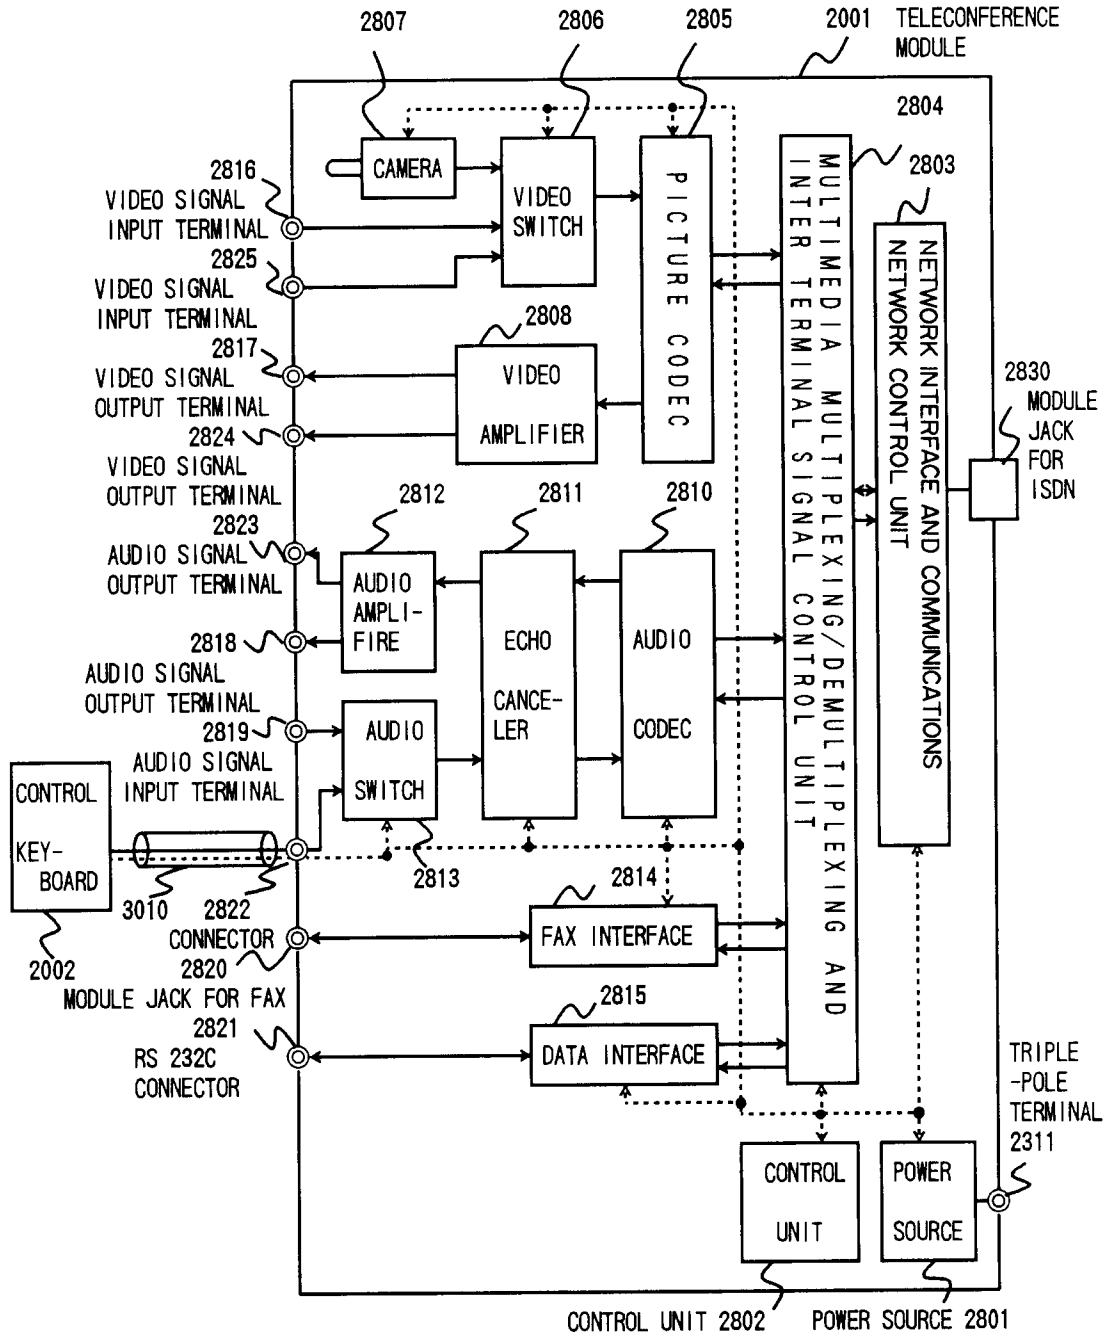 2807
2806
2805
2001 TELECONFERENCE
MODULE
2804
2803
2816
VIDEO SIGNAL
INPUT TERMINAL
2825
VIDEO SIGNAL
INPUT TERMINAL
2817
VIDEO SIGNAL
OUTPUT TERMINAL
2824
VIDEO SIGNAL
OUTPUT TERMINAL
2823
AUDIO SIGNAL
OUTPUT TERMINAL
2818
AUDIO SIGNAL
OUTPUT TERMINAL
2819
AUDIO SIGNAL
INPUT TERMINAL
CAMERA
VIDEO
SWITCH
PICTURE CODEC
2808
VIDEO
AMPLIFIER
MULTIMEDIA MULTIPLEXING/DEMULTIPLEXING AND
INTER TERMINAL SIGNAL CONTROL UNIT
NETWORK INTERFACE AND COMMUNICATIONS
NETWORK CONTROL UNIT
2830
MODULE
JACK
FOR
ISDN
2812
2811
2810
AUDIO
AMPLI-
FIRE
ECHO
CANCE-
LER
AUDIO
CODEC
AUDIO
SWITCH
2813
CONTROL
KEY-
BOARD
2002
3010
2822
CONNECTOR
2820
MODULE JACK FOR FAX
2821
RS 232C
CONNECTOR
2814
FAX INTERFACE
2815
DATA INTERFACE
TRIPLE
-POLE
TERMINAL
2311
CONTROL
UNIT
POWER
SOURCE
CONTROL UNIT 2802
POWER SOURCE 2801